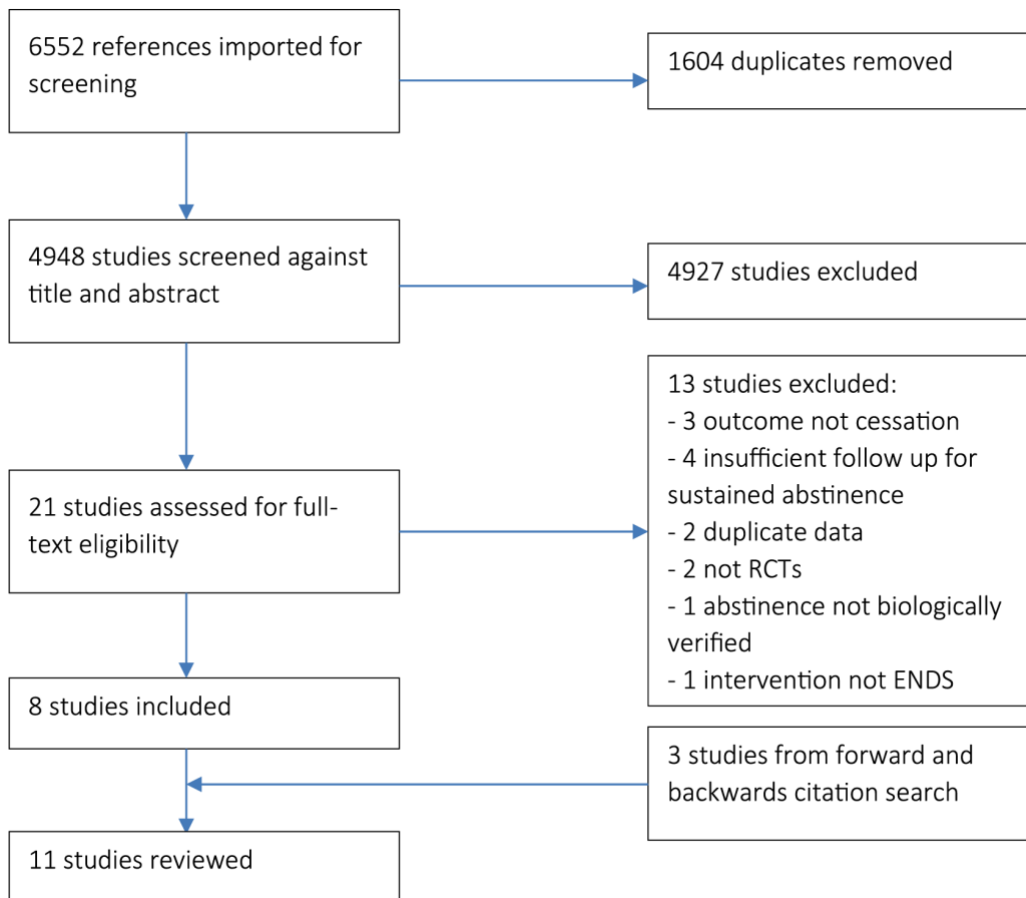 6552 references imported for
screening
1604 duplicates removed
4948 studies screened against
title and abstract
4927 studies excluded
21 studies assessed for full-
text eligibility
13 studies excluded:
- 3 outcome not cessation
- 4 insufficient follow up for
sustained abstinence
- 2 duplicate data
- 2 not RCTs
- 1 abstinence not biologically
verified
- 1 intervention not ENDS
8 studies included
3 studies from forward and
backwards citation search
11 studies reviewed